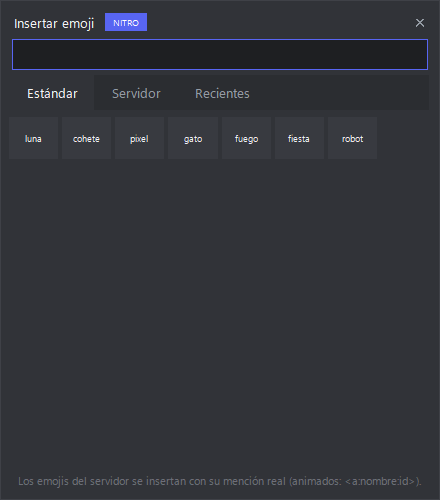 Insertar emoji NITRO ×
Estándar Servidor Recientes
luna cohete pixel gato fuego fiesta robot
Los emojis del servidor se insertan con su mención real (animados: <a:nombre:id>).